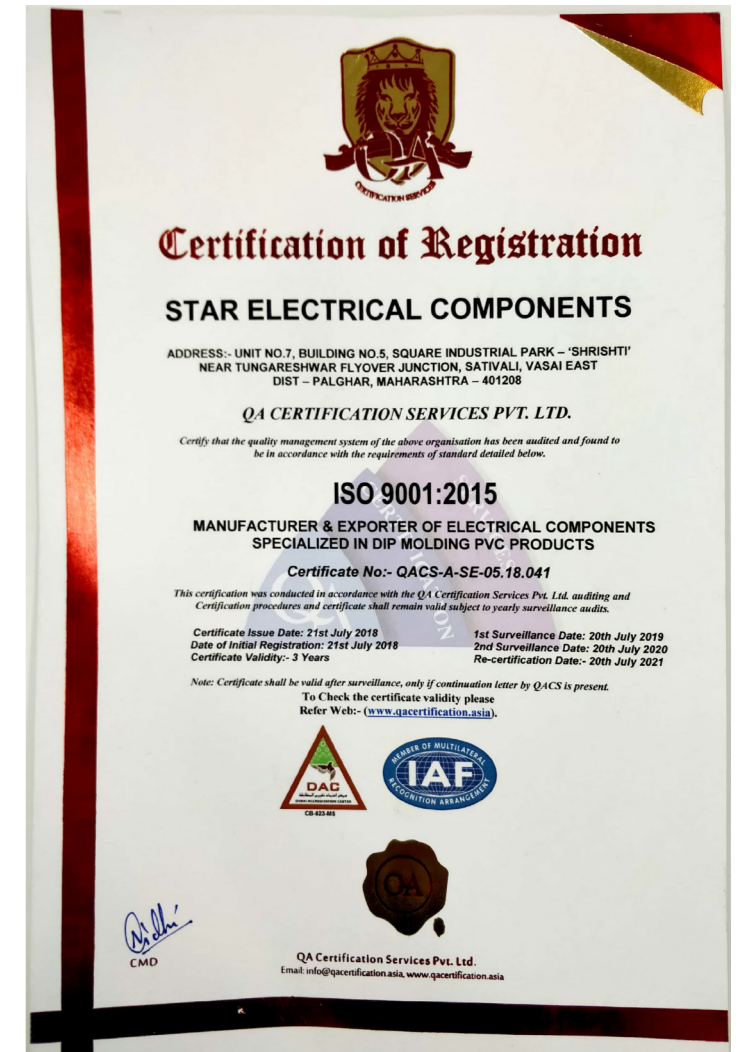 QA
CERTIFICATION SERVICES
Certification of Registration
STAR ELECTRICAL COMPONENTS
ADDRESS:- UNIT NO.7, BUILDING NO.5, SQUARE INDUSTRIAL PARK – 'SHRISHTI'
NEAR TUNGARESHWAR FLYOVER JUNCTION, SATIVALI, VASAI EAST
DIST – PALGHAR, MAHARASHTRA – 401208
QA CERTIFICATION SERVICES PVT. LTD.
Certify that the quality management system of the above organisation has been audited and found to
be in accordance with the requirements of standard detailed below.
ISO 9001:2015
MANUFACTURER & EXPORTER OF ELECTRICAL COMPONENTS
SPECIALIZED IN DIP MOLDING PVC PRODUCTS
Certificate No:- QACS-A-SE-05.18.041
This certification was conducted in accordance with the QA Certification Services Pvt. Ltd. auditing and
Certification procedures and certificate shall remain valid subject to yearly surveillance audits.
Certificate Issue Date: 21st July 2018
Date of Initial Registration: 21st July 2018
Certificate Validity:- 3 Years
1st Surveillance Date: 20th July 2019
2nd Surveillance Date: 20th July 2020
Re-certification Date:- 20th July 2021
Note: Certificate shall be valid after surveillance, only if continuation letter by QACS is present.
To Check the certificate validity please
Refer Web:- (www.qacertification.asia).
DAC
DUBAI ACCREDITATION CENTER
CB-023-MS
MEMBER OF MULTILATERAL
IAF
RECOGNITION ARRANGEMENT
QA
Nidhi
CMD
QA Certification Services Pvt. Ltd.
Email: info@qacertification.asia, www.qacertification.asia